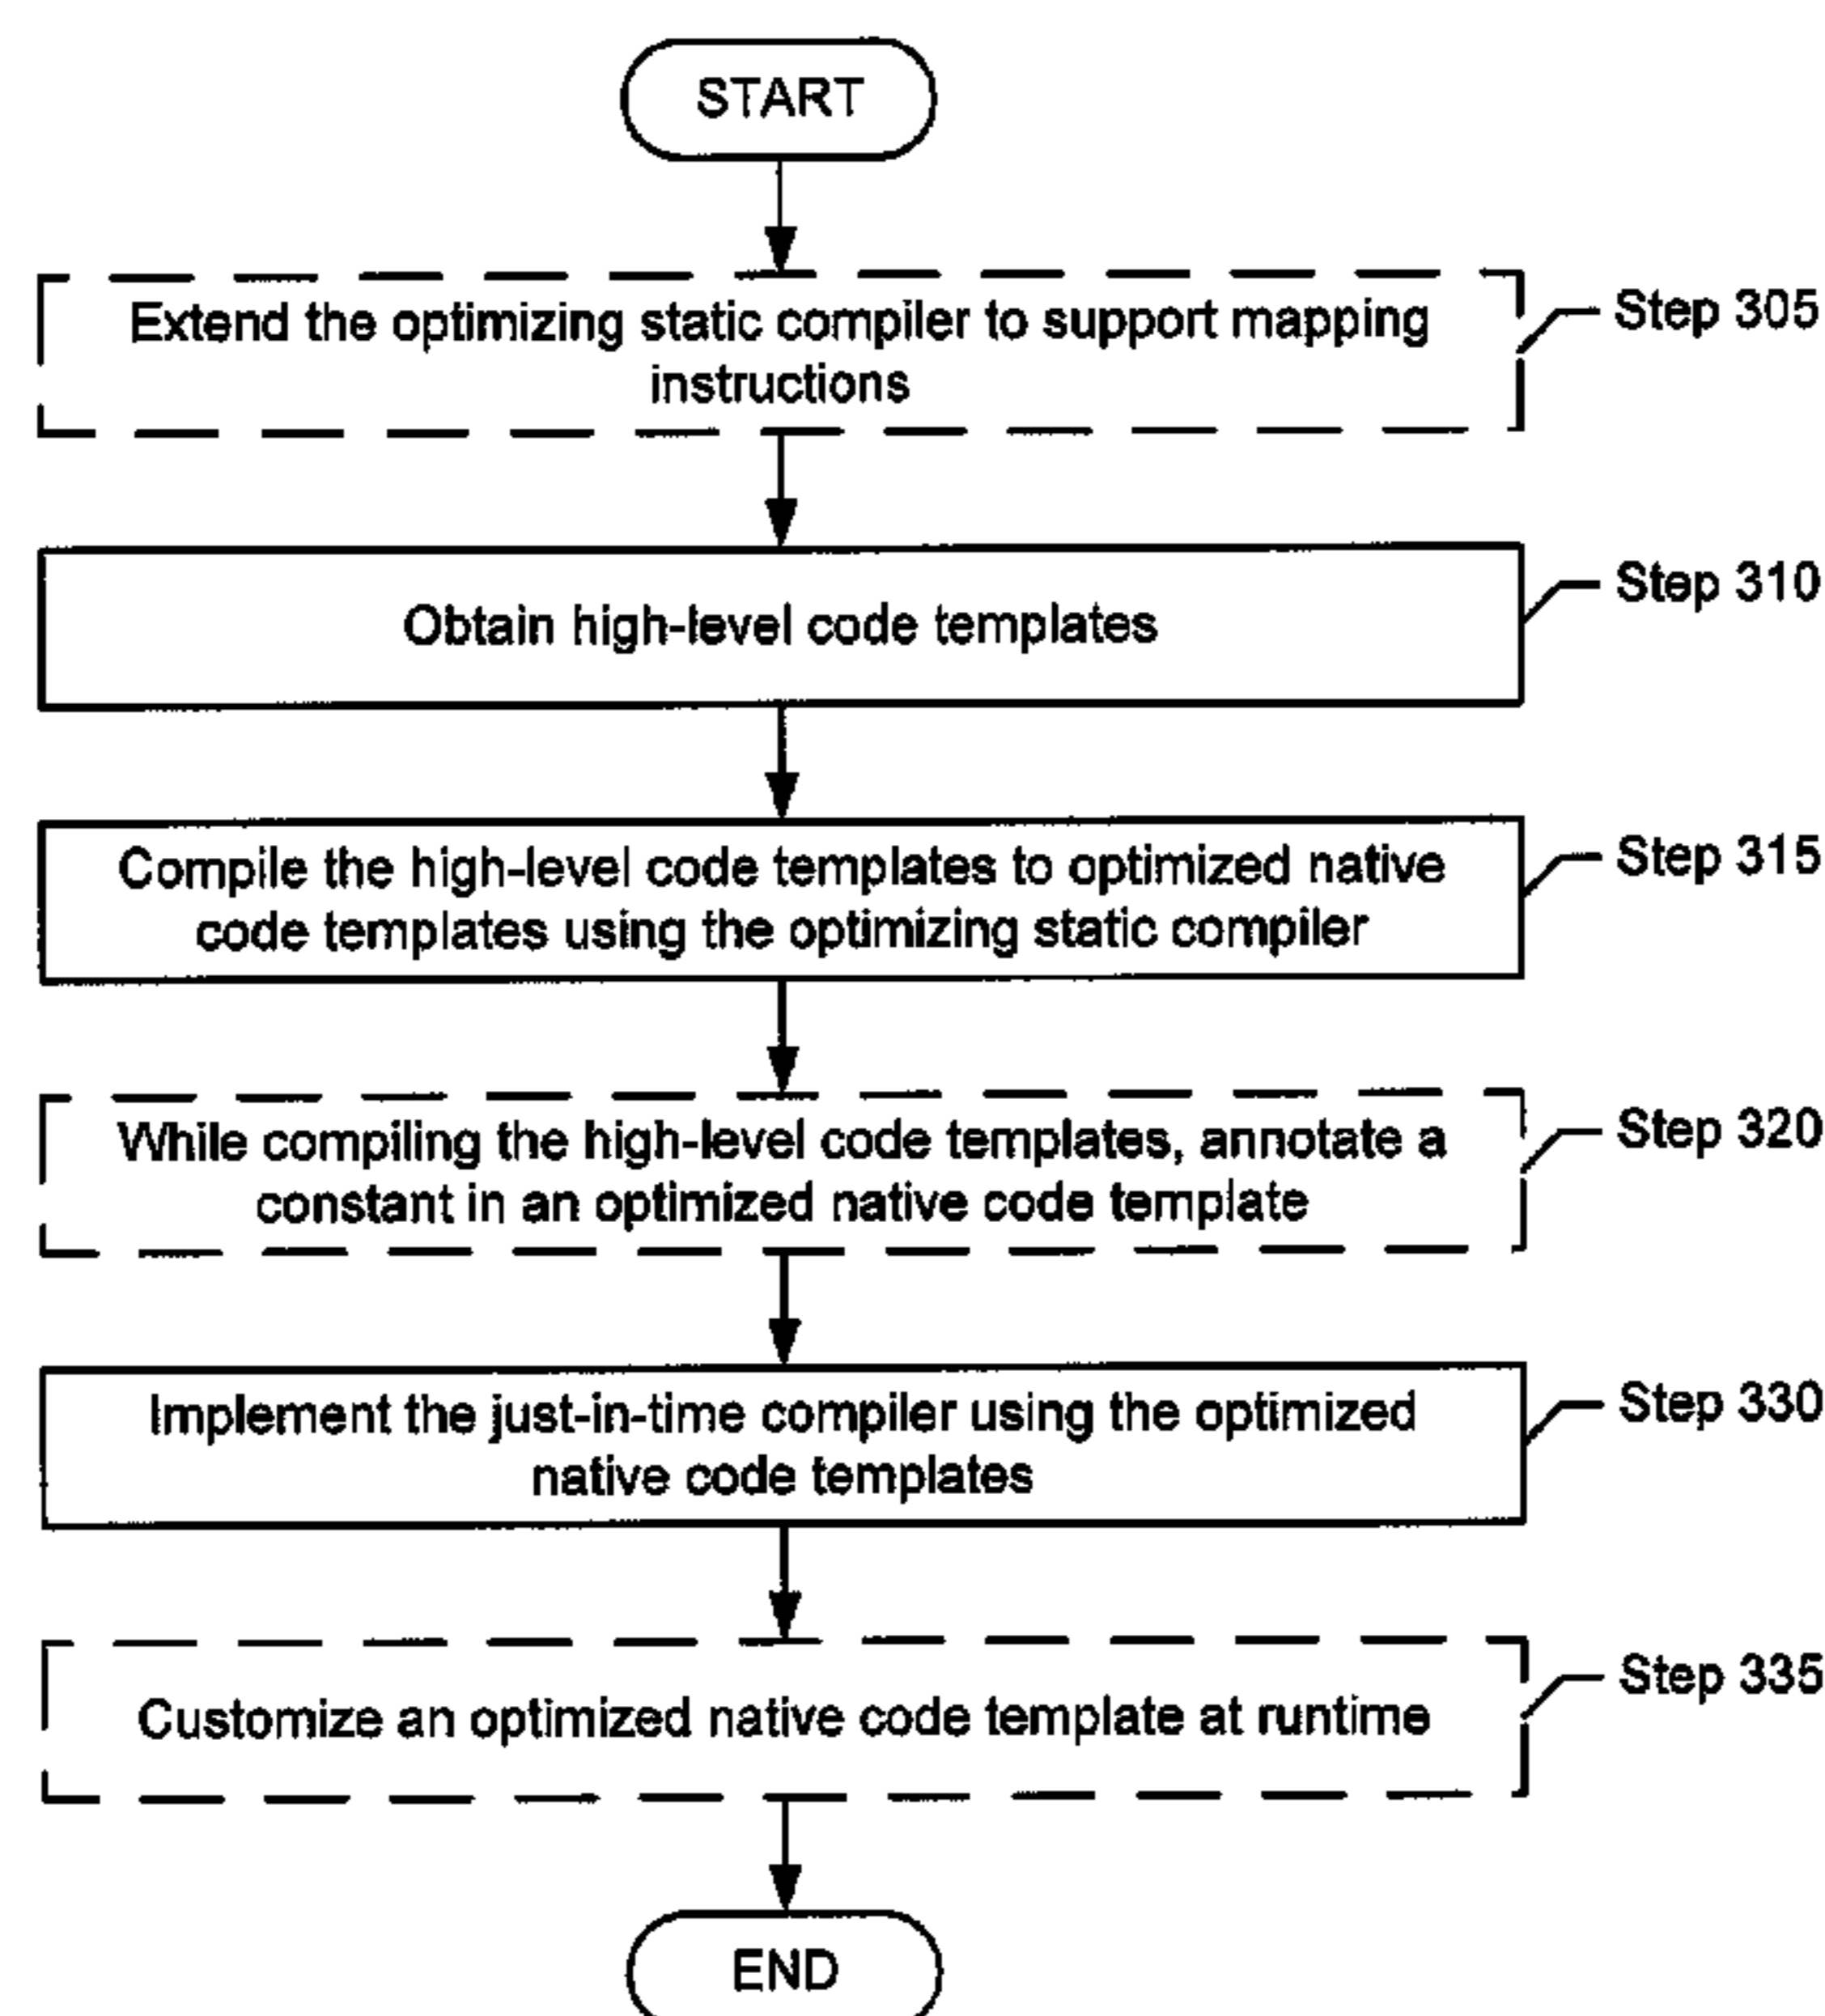 START
Extend the optimizing static compiler to support mapping
instructions
Step 305
Obtain high-level code templates
Step 310
Compile the high-level code templates to optimized native
code templates using the optimizing static compiler
Step 315
While compiling the high-level code templates, annotate a
constant in an optimized native code template
Step 320
Implement the just-in-time compiler using the optimized
native code templates
Step 330
Customize an optimized native code template at runtime
Step 335
END